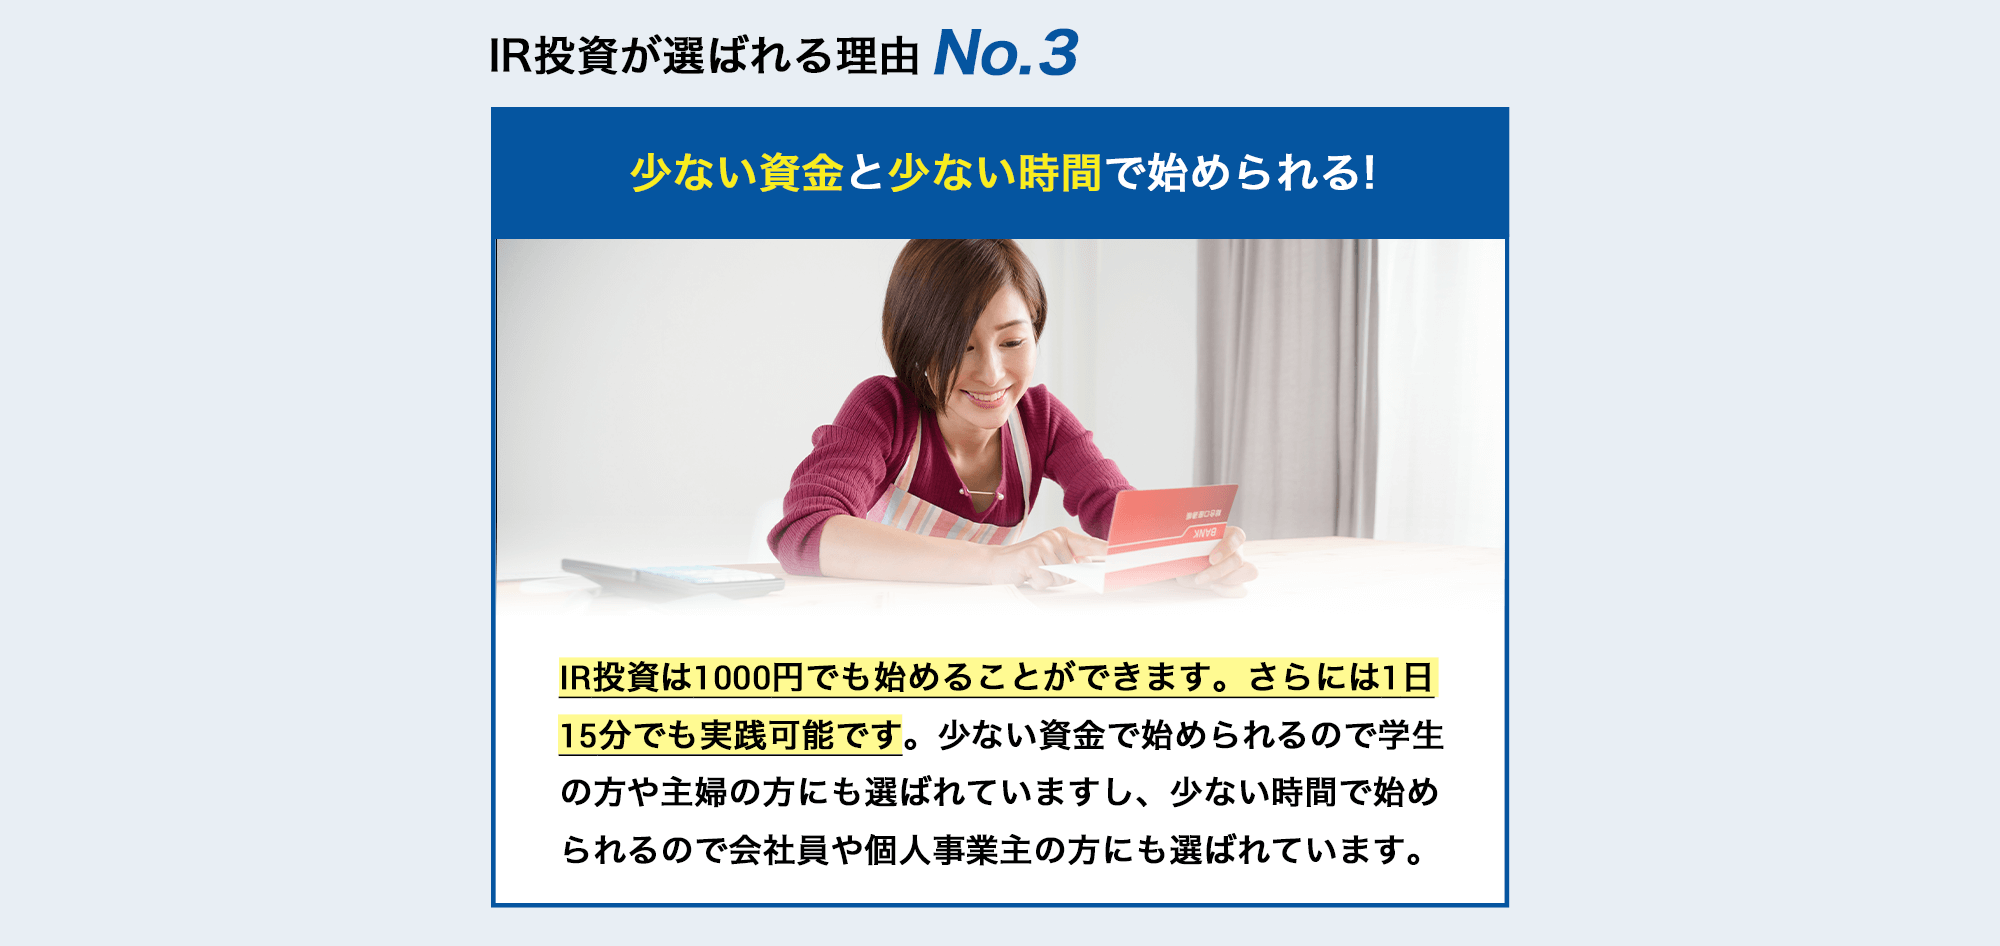 IR投資が選ばれる理由 No.3
少ない資金と少ない時間で始められる!
総合口座通帳
BANK
IR投資は1000円でも始めることができます。さらには1日
15分でも実践可能です。少ない資金で始められるので学生
の方や主婦の方にも選ばれていますし、少ない時間で始め
られるので会社員や個人事業主の方にも選ばれています。